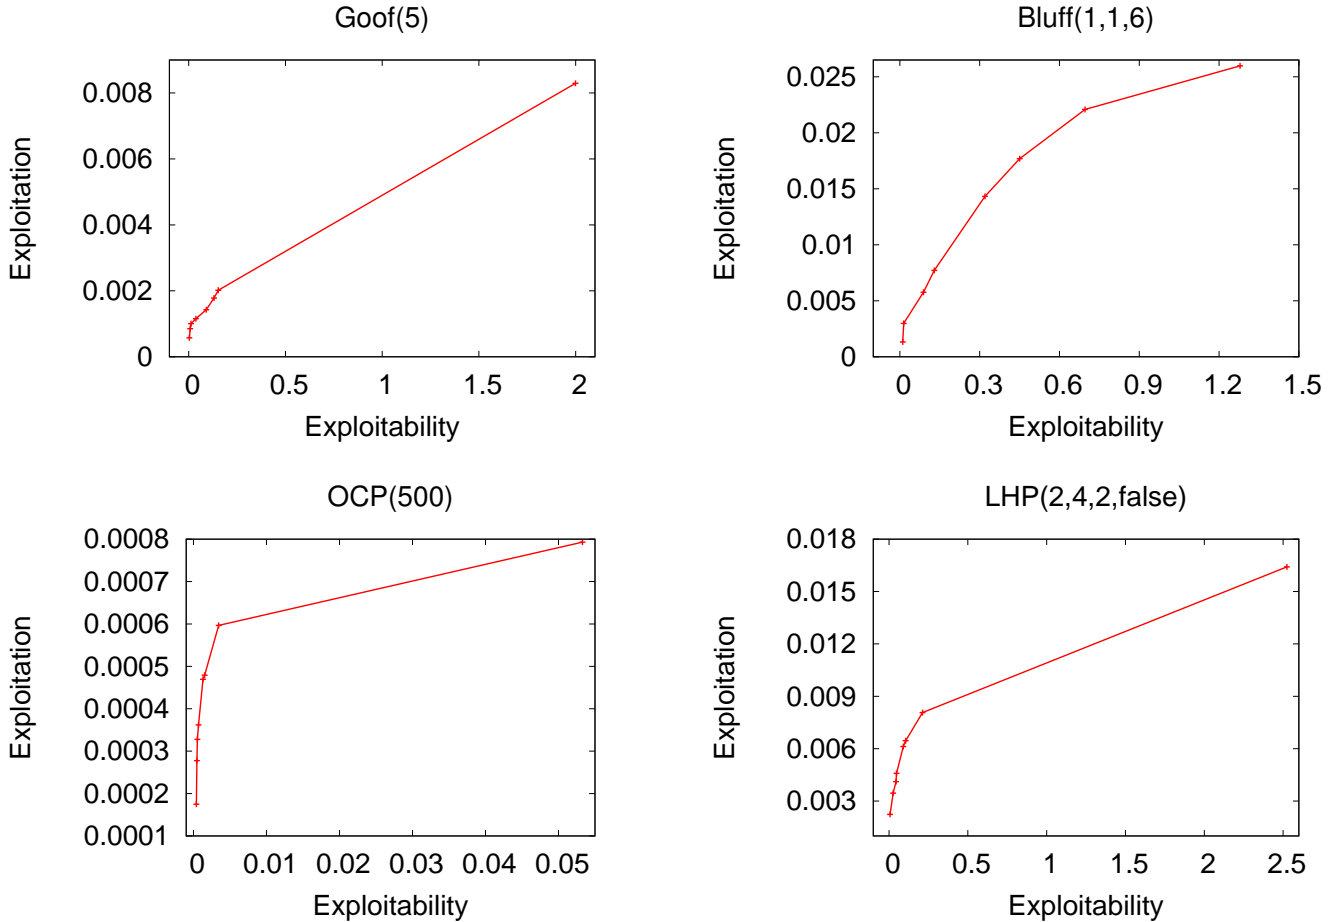 Goof(5)
Exploitation
0.008
0.006
0.004
0.002
0
0 0.5 1 1.5 2
Exploitability
Bluff(1,1,6)
Exploitation
0.025
0.02
0.015
0.01
0.005
0
0 0.3 0.6 0.9 1.2 1.5
Exploitability
OCP(500)
Exploitation
0.0008
0.0007
0.0006
0.0005
0.0004
0.0003
0.0002
0.0001
0 0.01 0.02 0.03 0.04 0.05
Exploitability
LHP(2,4,2,false)
Exploitation
0.018
0.015
0.012
0.009
0.006
0.003
0 0.5 1 1.5 2 2.5
Exploitability